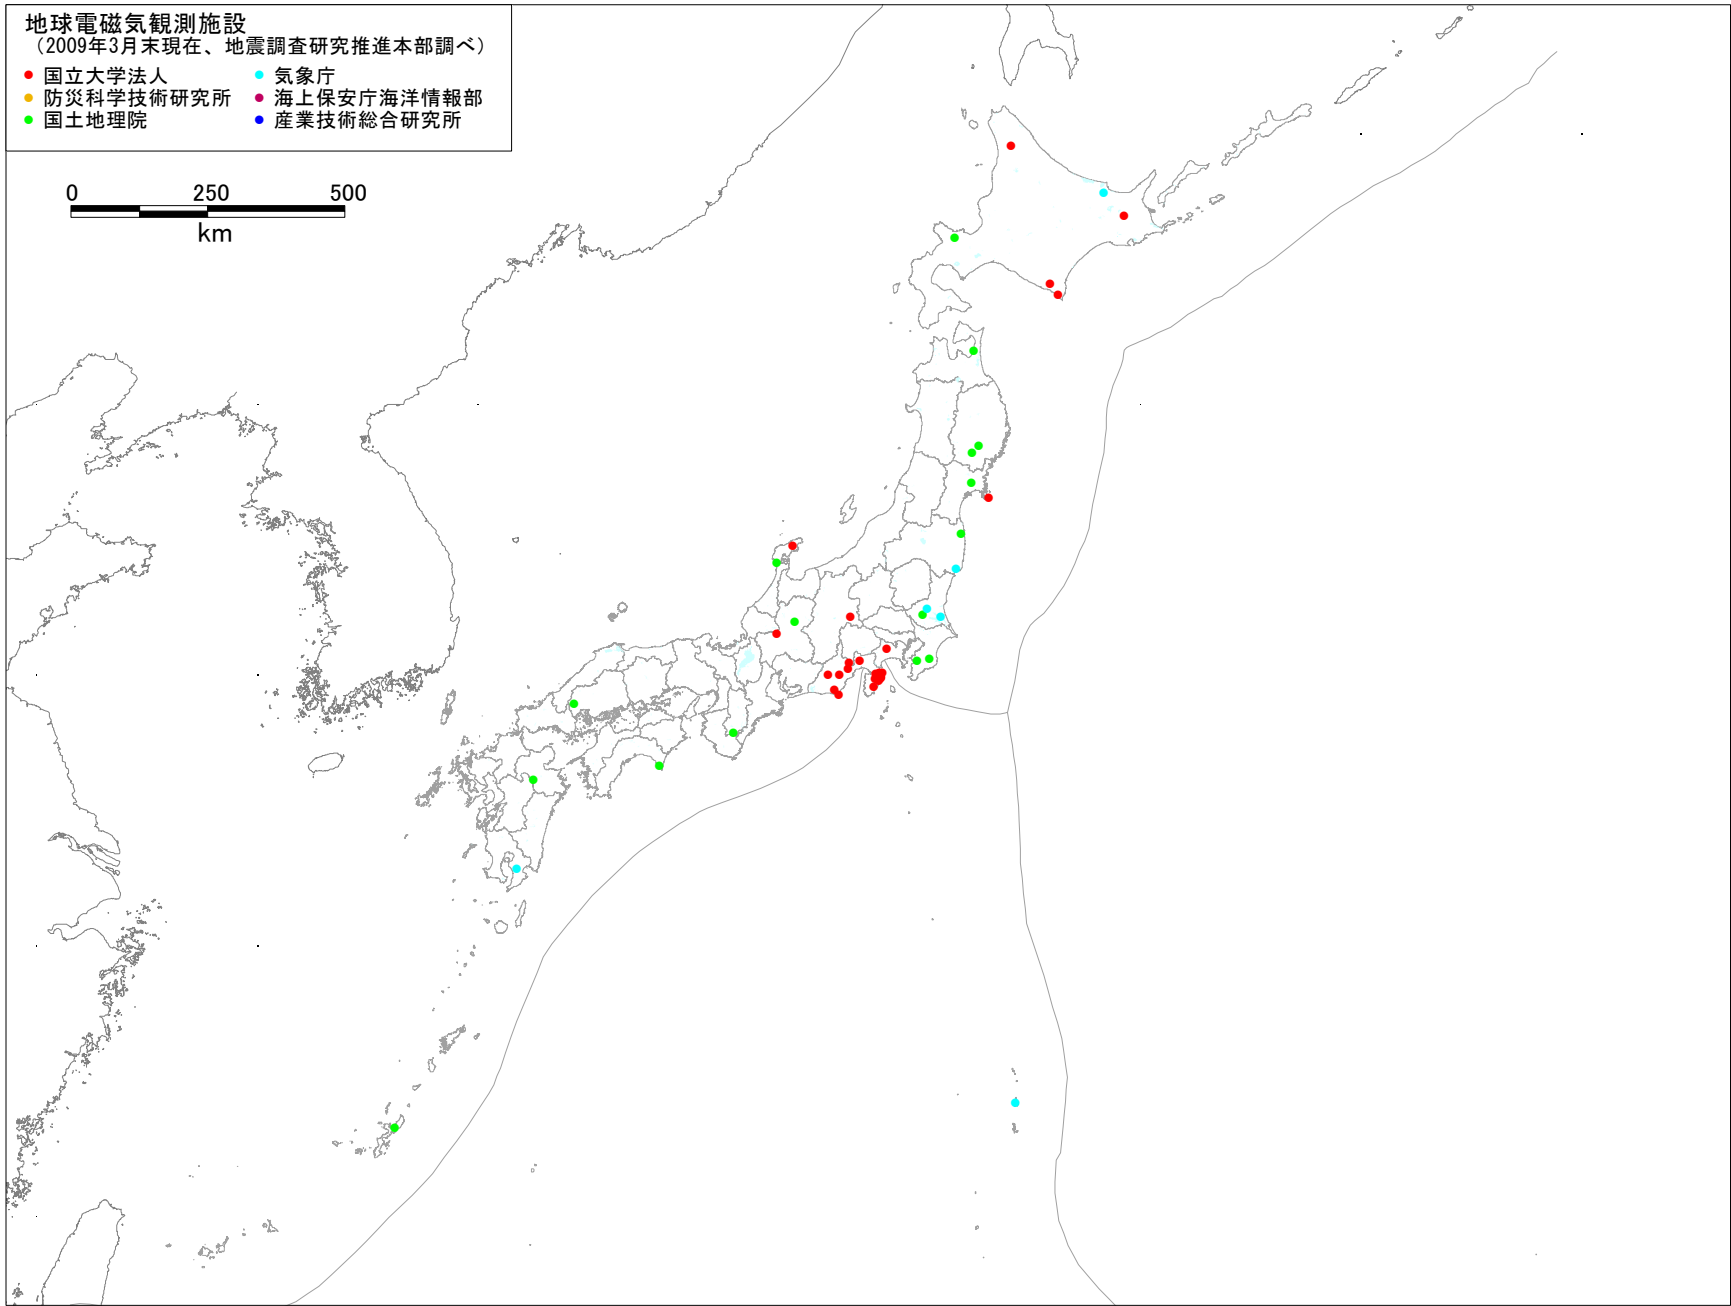 地球電磁気観測施設
（2009年3月末現在、地震調査研究推進本部調べ）
国立大学法人 気象庁
防災科学技術研究所 海上保安庁海洋情報部
国土地理院 産業技術総合研究所
0 250 500
km